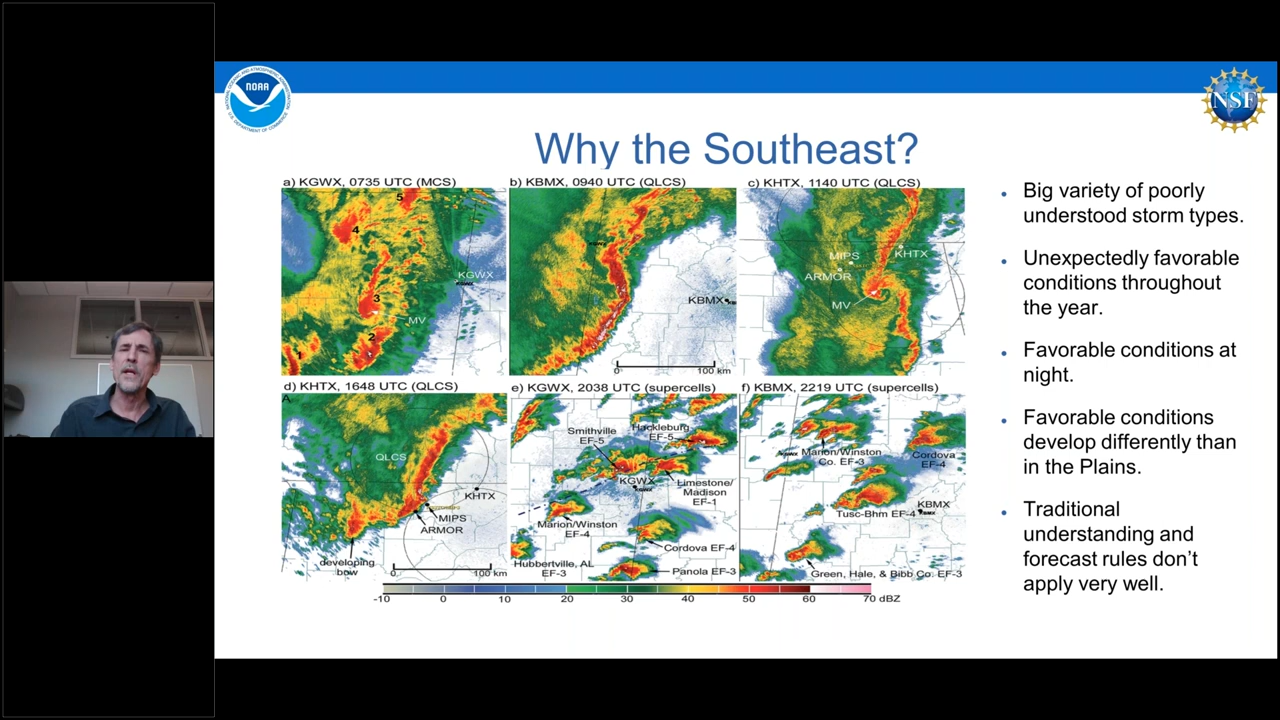 NOAA
NSF
Why the Southeast?
a) KGWX, 0735 UTC (MCS)
5
4
KGWX
3
MV
2
1
b) KBMX, 0940 UTC (QLCS)
KBMX
0
100 km
c) KHTX, 1140 UTC (QLCS)
MIPS
KHTX
ARMOR
MV
d) KHTX, 1648 UTC (QLCS)
A.
QLCS
KHTX
MIPS
ARMOR
developing
bow
0
100 km
e) KGWX, 2038 UTC (supercells)
Smithville
EF-5
Hackleburg
EF-5
KGWX
Limestone/
Madison
EF-1
Marion/Winston
EF-4
Cordova EF-4
Hubbertville, AL
EF-3
Panola EF-3
f) KBMX, 2219 UTC (supercells)
Marion/Winston
Co. EF-3
Cordova
EF-4
KBMX
KBMX
Tusc-Bhm EF-4
Green, Hale, & Bibb Co. EF-3
-10 0 10 20 30 40 50 60 70 dBZ
• Big variety of poorly
understood storm types.
• Unexpectedly favorable
conditions throughout
the year.
• Favorable conditions at
night.
• Favorable conditions
develop differently than
in the Plains.
• Traditional
understanding and
forecast rules don't
apply very well.